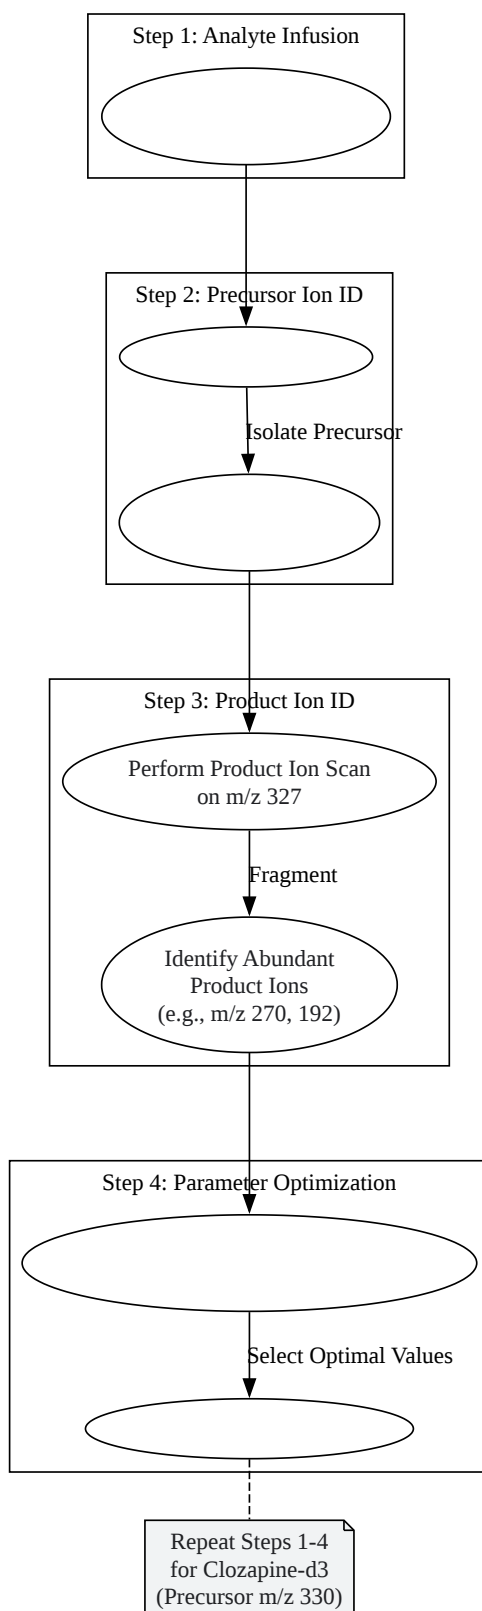 Step 1: Analyte Infusion
Step 2: Precursor Ion ID
Isolate Precursor
Step 3: Product Ion ID
Perform Product Ion Scan
on m/z 327
Fragment
Identify Abundant
Product Ions
(e.g., m/z 270, 192)
Step 4: Parameter Optimization
Select Optimal Values
Repeat Steps 1-4
for Clozapine-d3
(Precursor m/z 330)